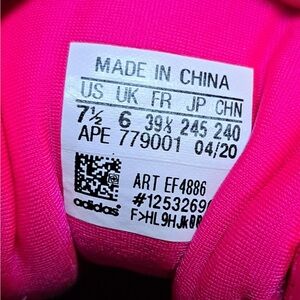 MADE IN CHINA
US UK FR JP CHN
7½ 6 39⅓ 245 240
APE 779001 04/20
ART EF4886
#1253269
adidas